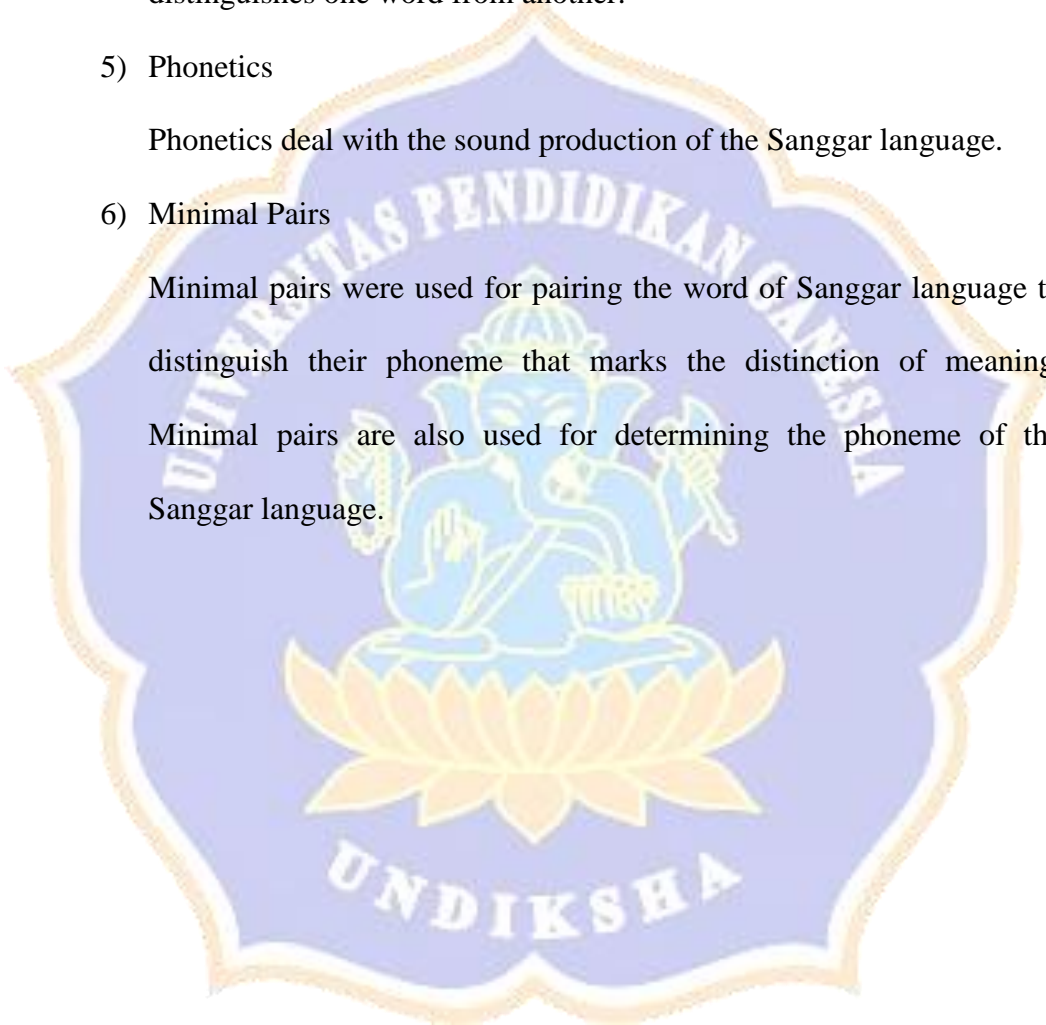 distinguishes one word from another.
5) Phonetics
Phonetics deal with the sound production of the Sanggar language.
6) Minimal Pairs
UNIVERSITAS PENDIDIKAN GANESHA
Minimal pairs were used for pairing the word of Sanggar language t
distinguish their phoneme that marks the distinction of meaning
Minimal pairs are also used for determining the phoneme of th
Sanggar language.
UNDIKSHA